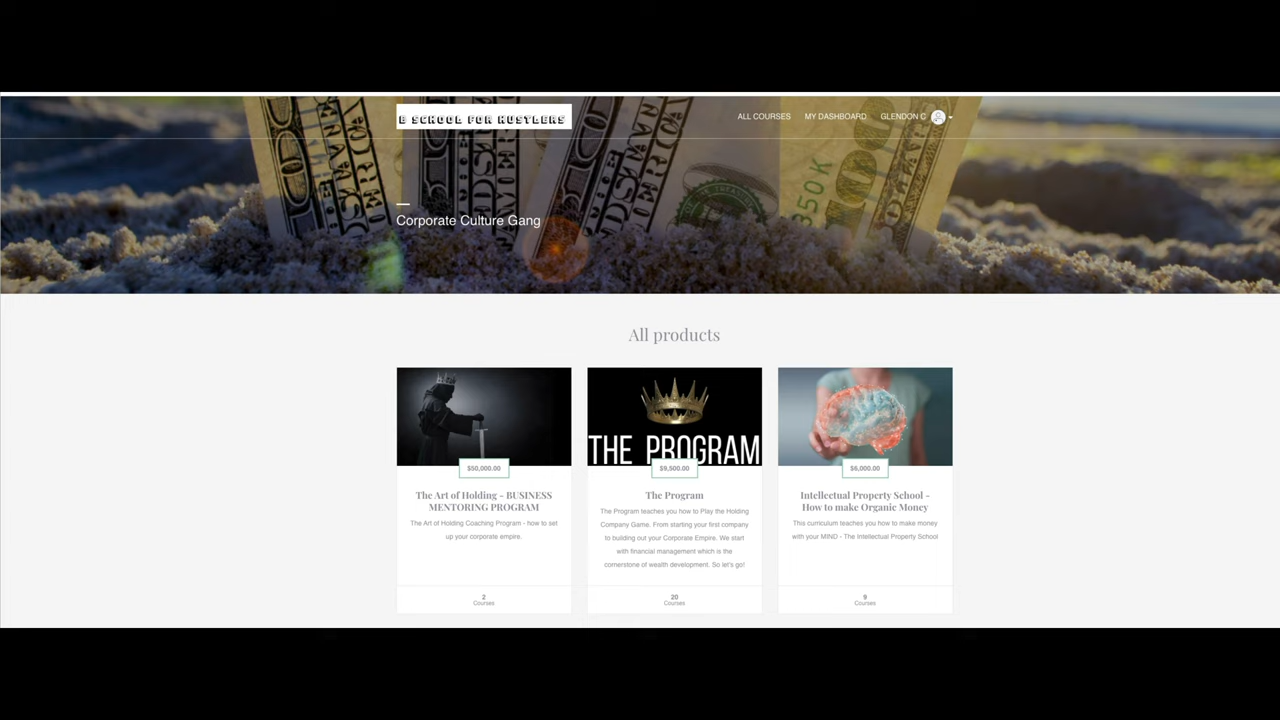 E SCHOOL FOR HUSTLERS
ALL COURSES MY DASHBOARD GLENDON C
Corporate Culture Gang
All products
THE PROGRAM
$50,000.00
$9,500.00
The Art of Holding - BUSINESS
MENTORING PROGRAM
The Art of Holding Coaching Program - how to set
up your corporate empire.
2
Courses
The Program
The Program teaches you how to Play the Holding
Company Game. From starting your first company
to building out your Corporate Empire. We start
with financial management which is the
cornerstone of wealth development. So let's go!
20
Courses
Intellectual Property School -
How to make Organic Money
This curriculum teaches you how to make money
with your MIND - The Intellectual Property School
9
Courses